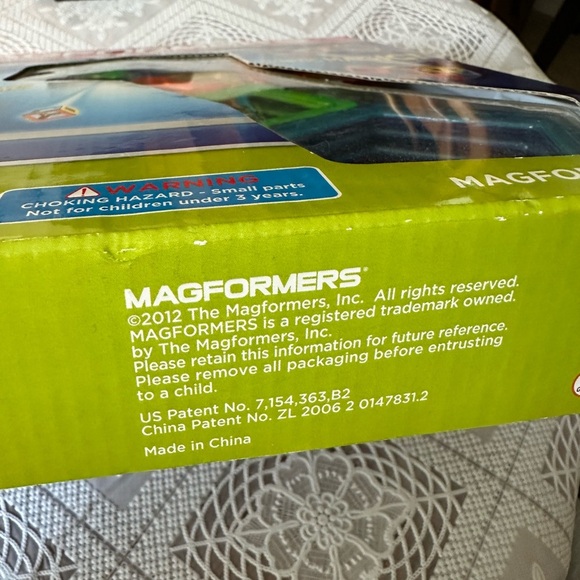 WARNING
CHOKING HAZARD - Small parts
Not for children under 3 years.
MAGFO
MAGFORMERS®
©2012 The Magformers, Inc. All rights reserved.
MAGFORMERS is a registered trademark owned.
by The Magformers, Inc.
Please retain this information for future reference.
Please remove all packaging before entrusting
to a child.
US Patent No. 7,154,363,B2
China Patent No. ZL 2006 2 0147831.2
Made in China